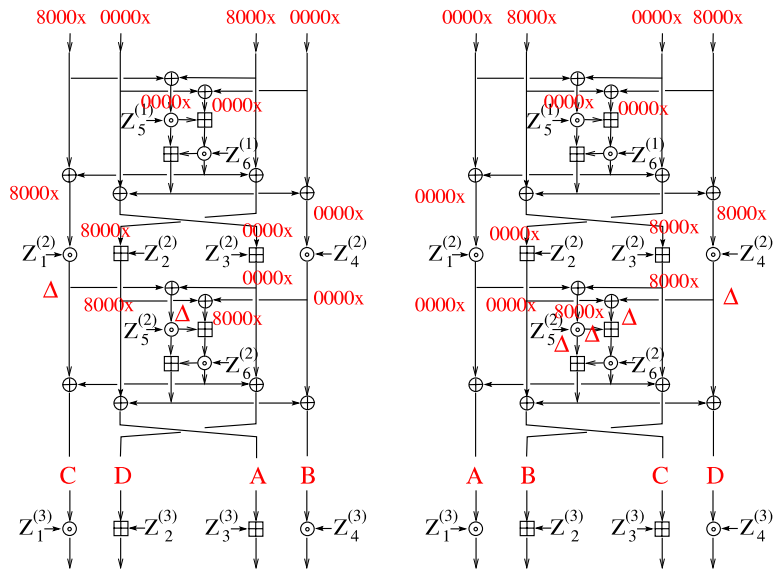 8000x 0000x 8000x 0000x 0000x 8000x 0000x 8000x
0000x 0000x 0000x 0000x
Z5(1) Z5(1)
Z6(1) Z6(1)
8000x 0000x 0000x 8000x
8000x 0000x 0000x 8000x
Z1(2) Z2(2) Z3(2) Z4(2) Z1(2) Z2(2) Z3(2) Z4(2)
0000x 8000x
Δ 8000x Δ 8000x 0000x 0000x 0000x 8000x Δ Δ
Z5(2) Z5(2) Δ Δ
Z6(2) Z6(2)
C D A B A B C D
Z1(3) Z2(3) Z3(3) Z4(3) Z1(3) Z2(3) Z3(3) Z4(3)